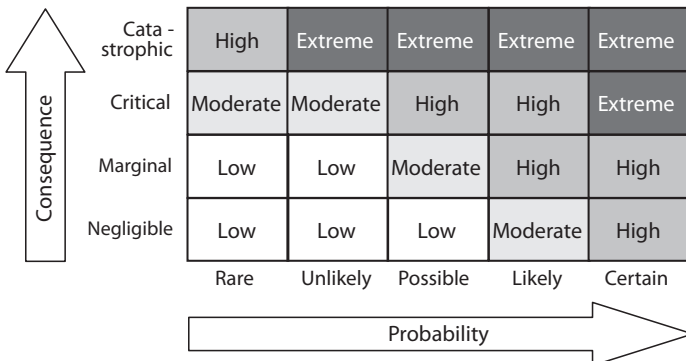 Consequence
Cata -
strophic
High Extreme Extreme Extreme Extreme
Critical Moderate Moderate High High Extreme
Marginal Low Low Moderate High High
Negligible Low Low Low Moderate High
Rare Unlikely Possible Likely Certain
Probability